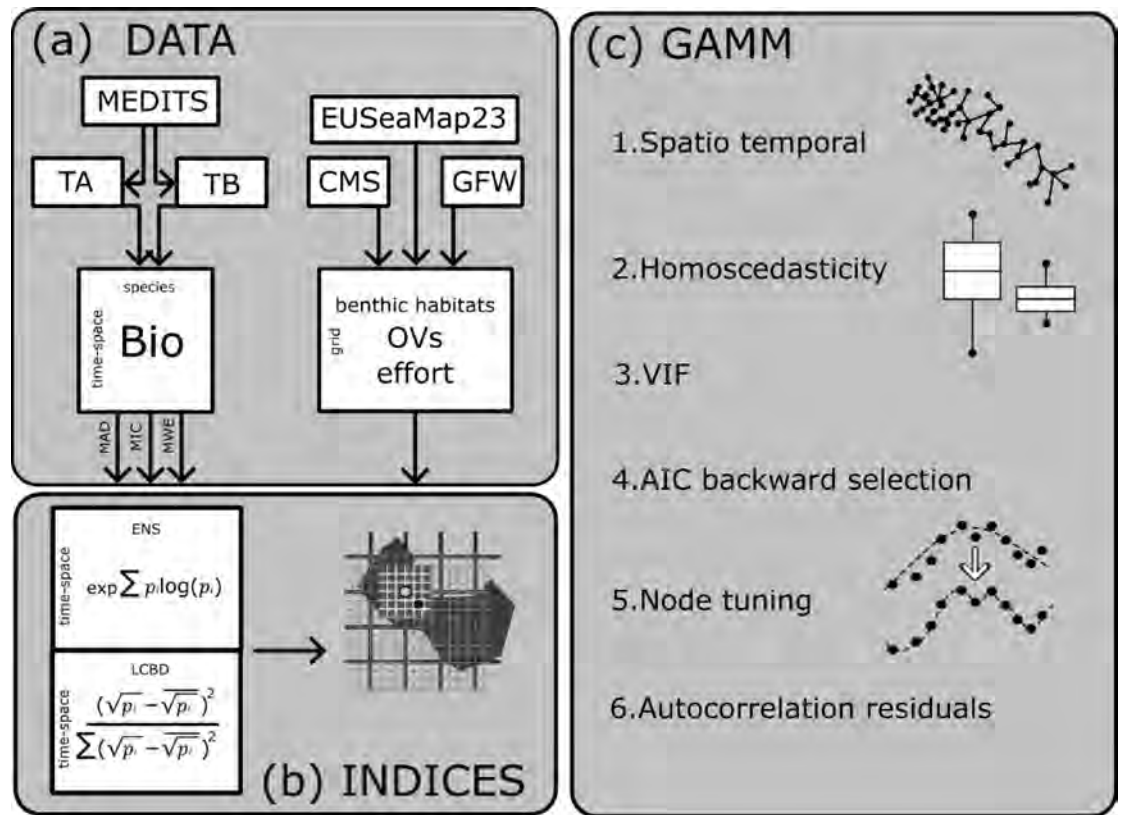 (a) DATA
MEDITS
TA
TB
EUSeaMap23
CMS
GFW
species
time-space
Bio
benthic habitats
grid
OVs
effort
MAD
MIC
MWE
ENS
time-space
exp ∑ pᵢlog(pᵢ)
LCBD
time-space
(√pᵢ − √pᵢ̅)²
∑(√pᵢ − √pᵢ̅)²
(b) INDICES
(c) GAMM
1.Spatio temporal
2.Homoscedasticity
3.VIF
4.AIC backward selection
5.Node tuning
6.Autocorrelation residuals